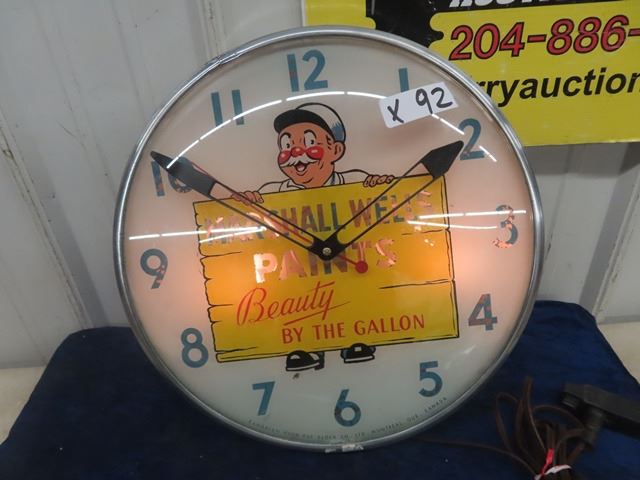 204-886-
rryauction
X 92
12
11
1
10
2
9
3
8
4
7
5
6
MARSHALL WELLS
PAINTS
Beauty
BY THE GALLON